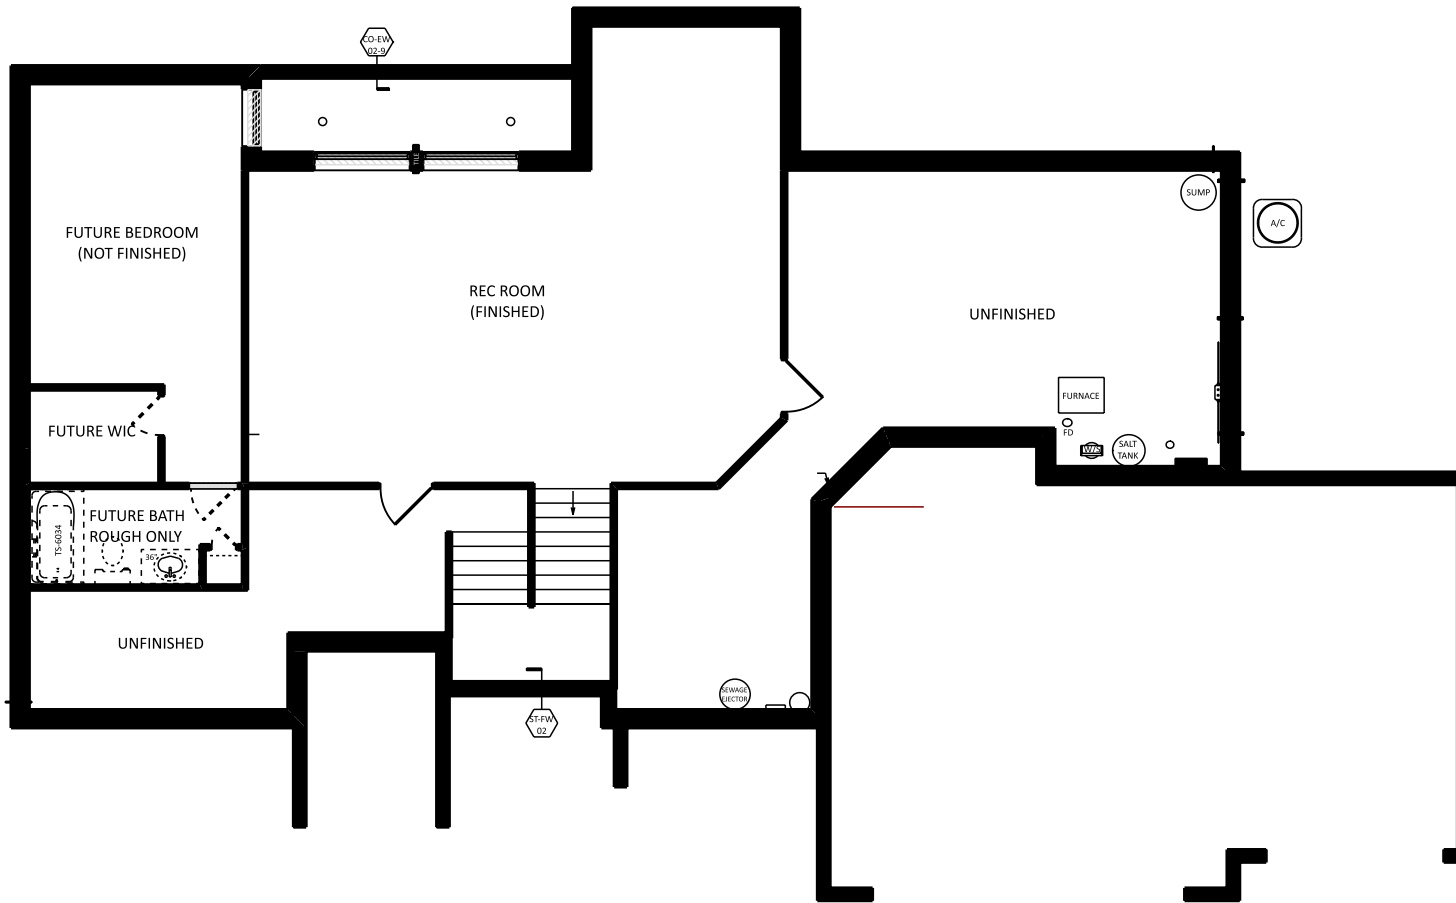 CO-EW
02-9
TILE
SUMP
A/C
FUTURE BEDROOM
(NOT FINISHED)
REC ROOM
(FINISHED)
UNFINISHED
FURNACE
FD
W/S
SALT
TANK
FUTURE WIC
FUTURE BATH
ROUGH ONLY
TS-6034
36"
UNFINISHED
SEWAGE
EJECTOR
ST-FW
02